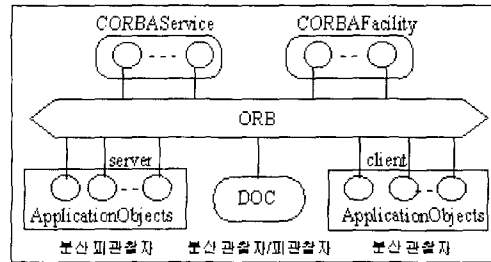 CORBAService CORBAFacility
ORB
server client
ApplicationObjects DOC ApplicationObjects
분산 피관찰자 분산 관찰자/피관찰자 분산 관찰자